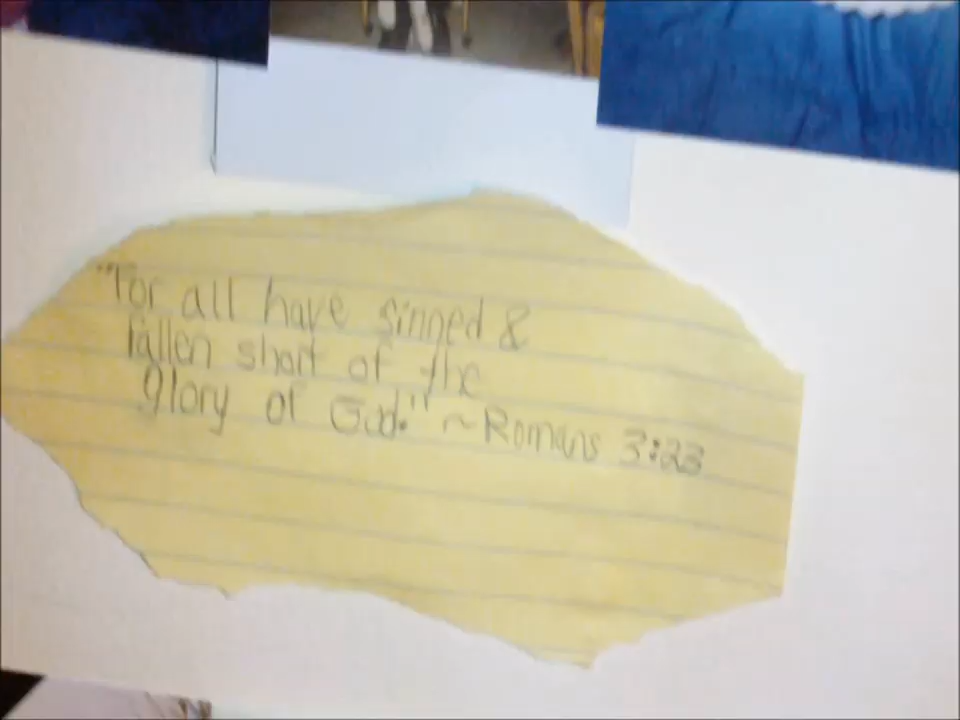 "For all have sinned &
fallen short of the
glory of God." ~Romans 3:23